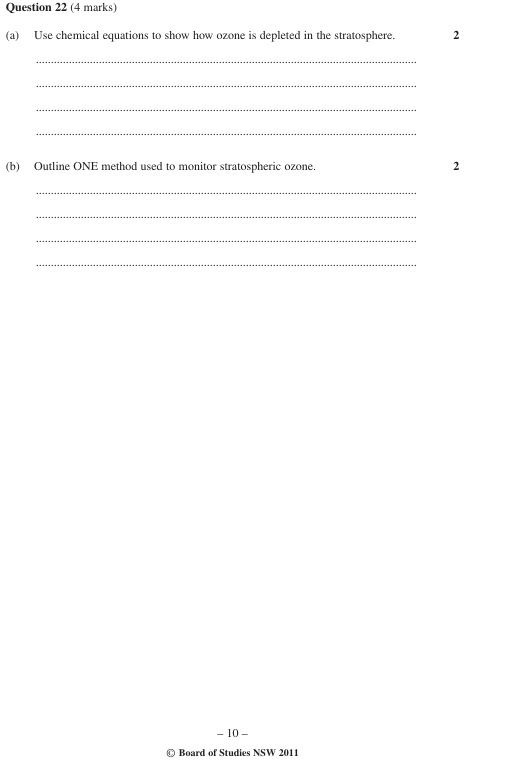 Question 22 (4 marks)
(a) Use chemical equations to show how ozone is depleted in the stratosphere. 2
................................................................................................................................
................................................................................................................................
................................................................................................................................
................................................................................................................................
(b) Outline ONE method used to monitor stratospheric ozone. 2
................................................................................................................................
................................................................................................................................
................................................................................................................................
................................................................................................................................
– 10 –
© Board of Studies NSW 2011